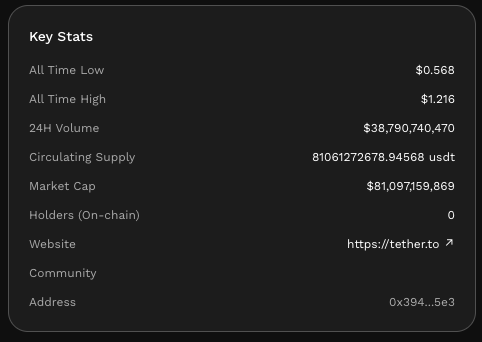 Key Stats
All Time Low $0.568
All Time High $1.216
24H Volume $38,790,740,470
Circulating Supply 81061272678.94568 usdt
Market Cap $81,097,159,869
Holders (On-chain) 0
Website https://tether.to ↗
Community
Address 0x394...5e3